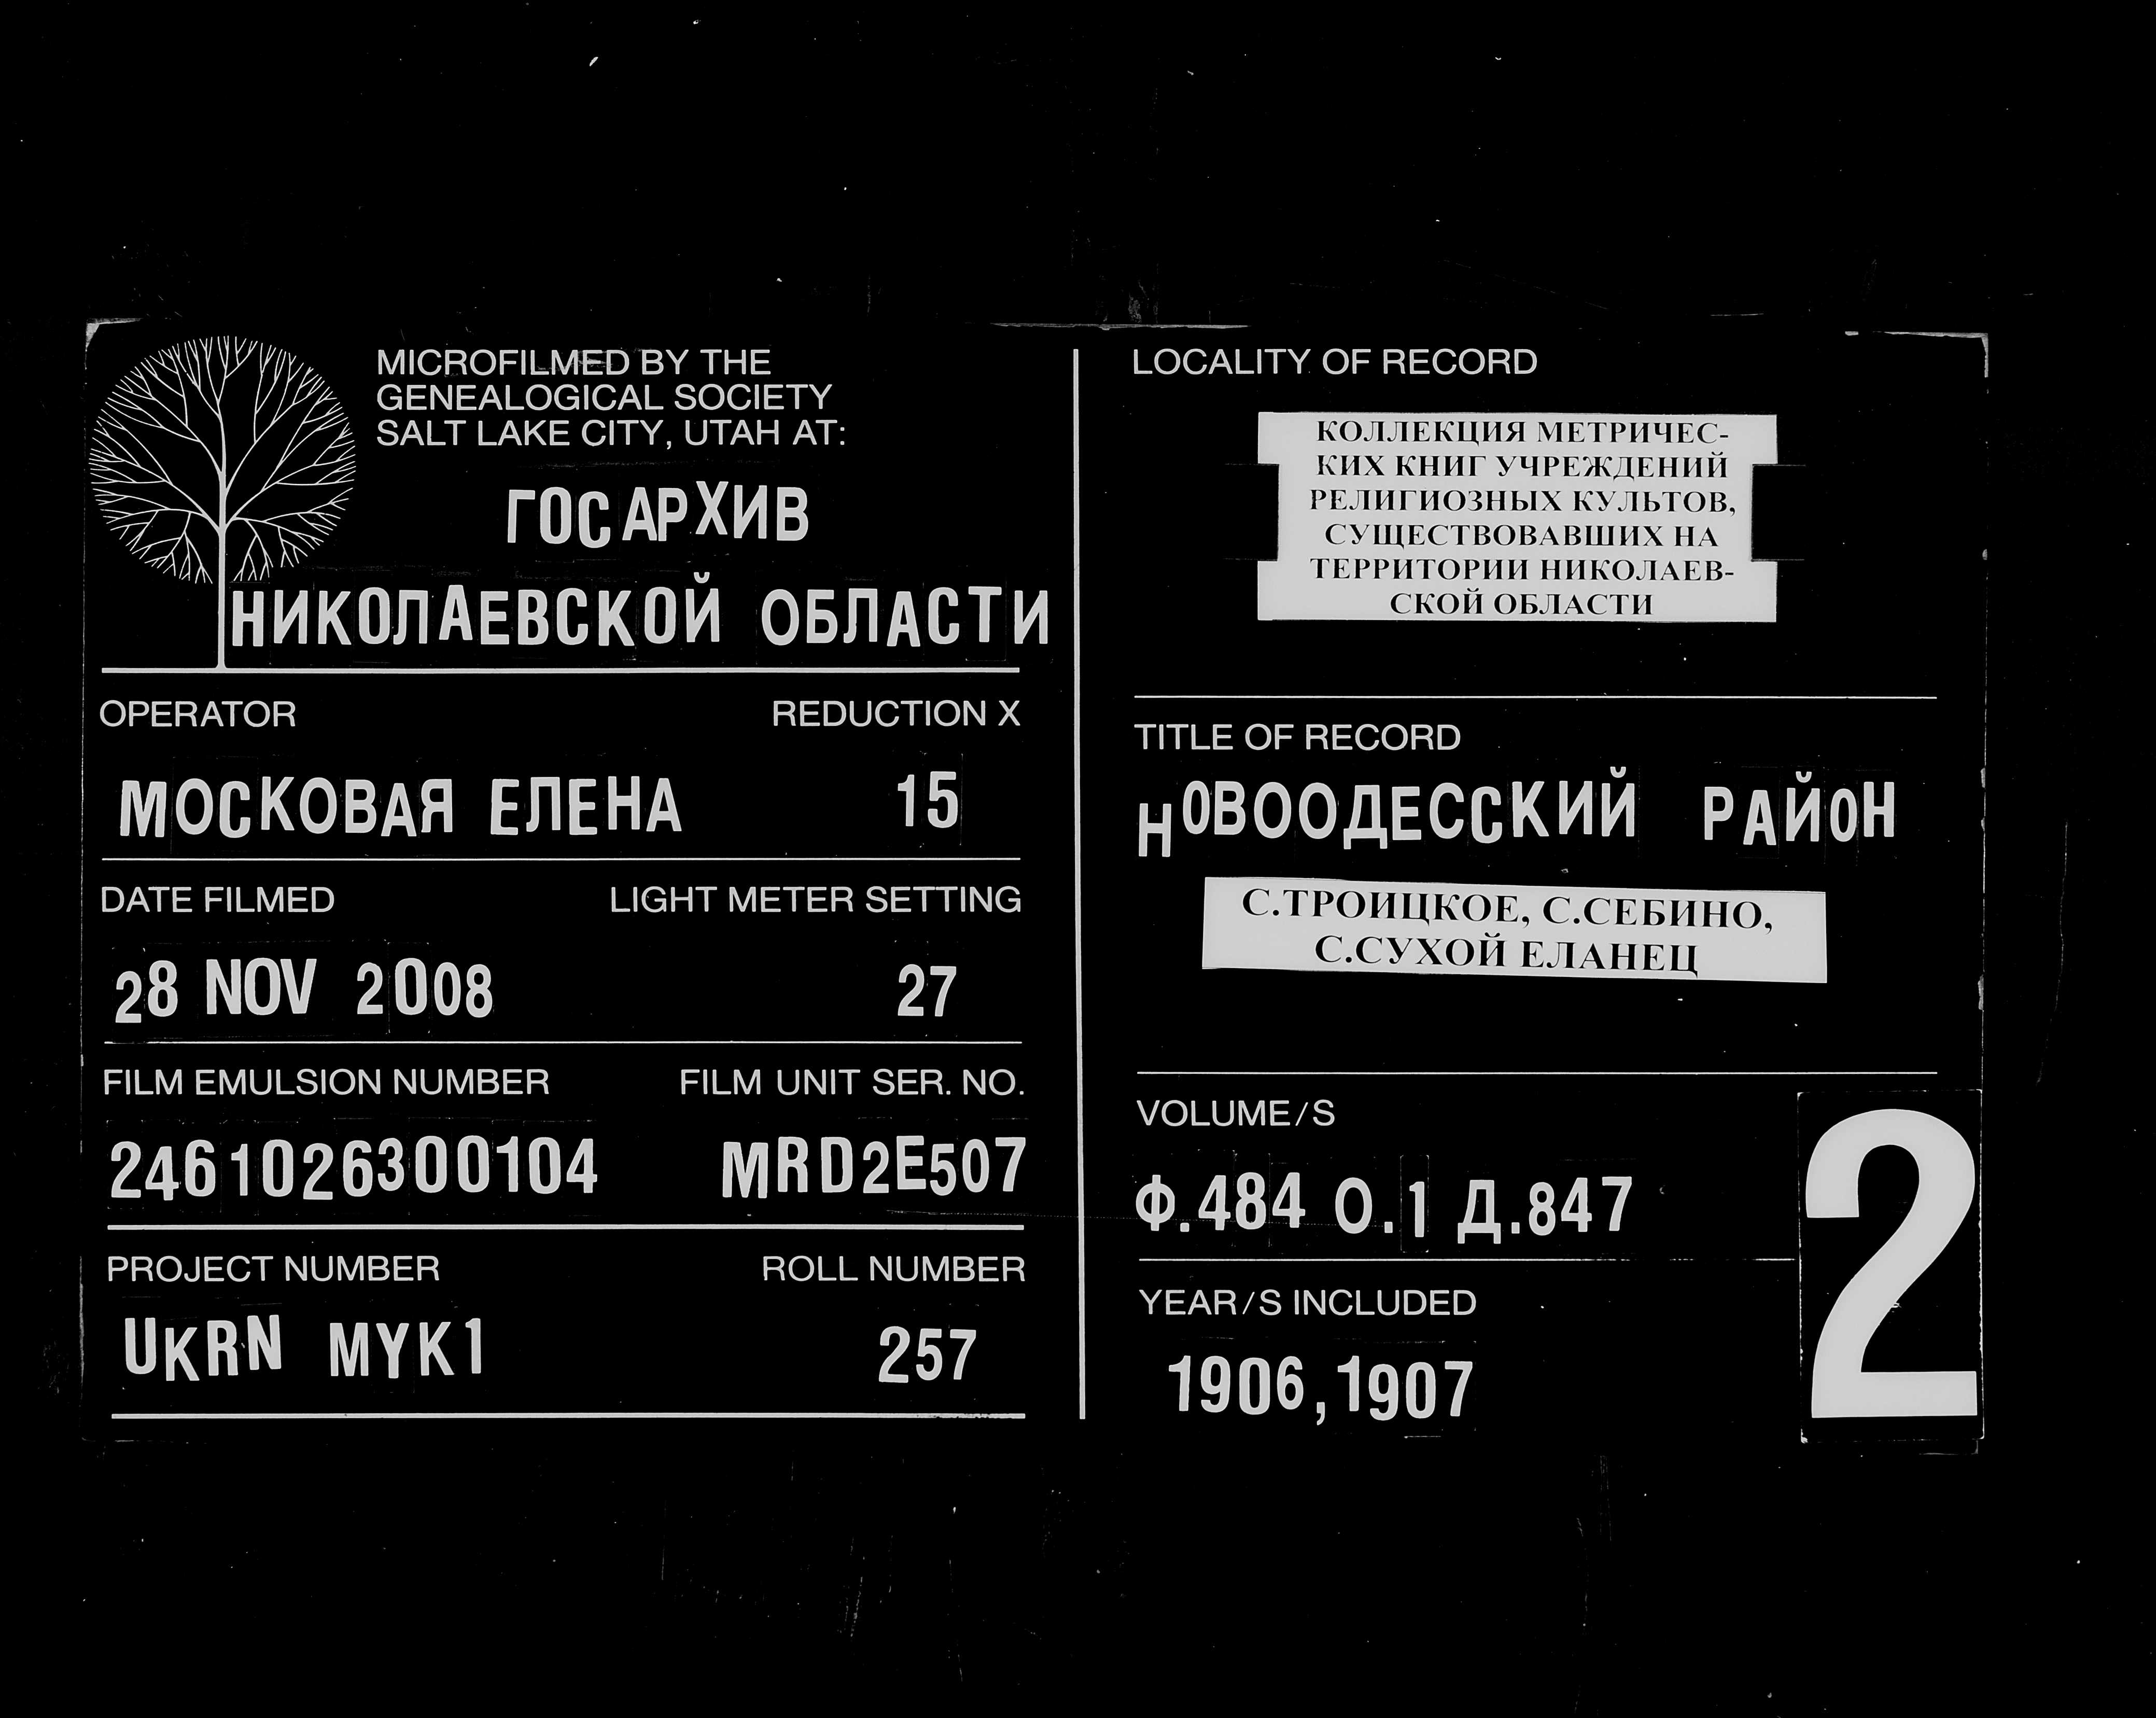 MICROFILMED BY THE
GENEALOGICAL SOCIETY
SALT LAKE CITY, UTAH AT:
ГОСАРХИВ
НИКОЛАЕВСКОЙ ОБЛАСТИ
OPERATOR REDUCTION X
МОСКОВАЯ ЕЛЕНА 15
DATE FILMED LIGHT METER SETTING
28 NOV 2008 27
FILM EMULSION NUMBER FILM UNIT SER. NO.
2461026300104 MRD2E507
PROJECT NUMBER ROLL NUMBER
UKRN MYK1 257
LOCALITY OF RECORD
КОЛЛЕКЦИЯ МЕТРИЧЕС-
КИХ КНИГ УЧРЕЖДЕНИЙ
РЕЛИГИОЗНЫХ КУЛЬТОВ,
СУЩЕСТВОВАВШИХ НА
ТЕРРИТОРИИ НИКОЛАЕВ-
СКОЙ ОБЛАСТИ
TITLE OF RECORD
НОВООДЕССКИЙ РАЙОН
С.ТРОИЦКОЕ, С.СЕБИНО,
С.СУХОЙ ЕЛАНЕЦ
VOLUME/S
Ф.484 О.1 Д.847
YEAR/S INCLUDED
1906,1907
2